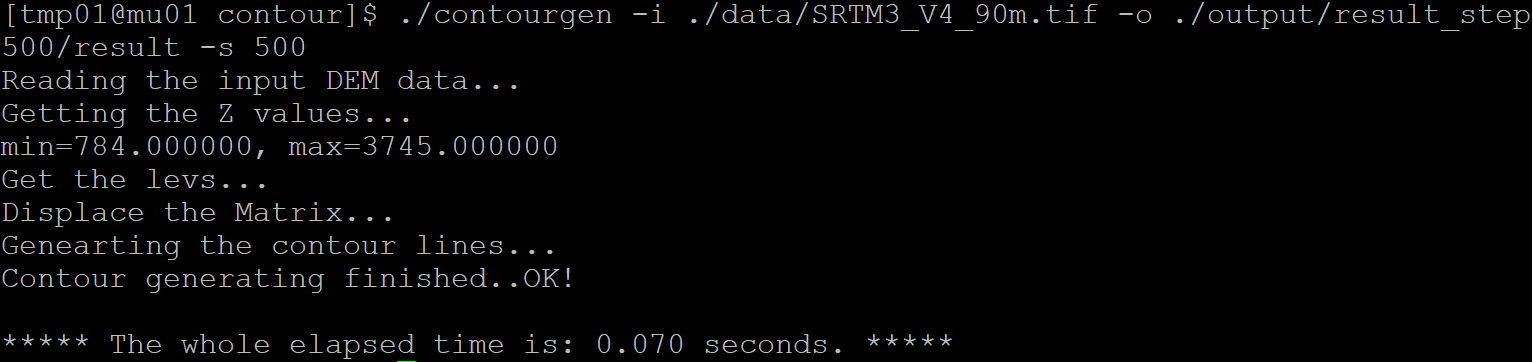 [tmp01@mu01 contour]$ ./contourgen -i ./data/SRTM3_V4_90m.tif -o ./output/result_step
500/result -s 500
Reading the input DEM data...
Getting the Z values...
min=784.000000, max=3745.000000
Get the levs...
Displace the Matrix...
Genearting the contour lines...
Contour generating finished..OK!
***** The whole elapsed time is: 0.070 seconds. *****